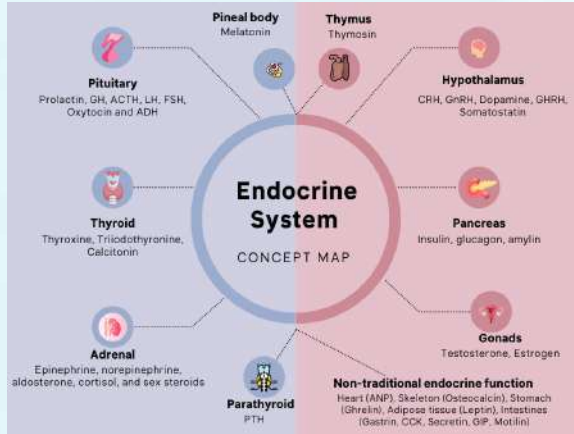 Pineal body
Melatonin
Thymus
Thymosin
Pituitary
Prolactin, GH, ACTH, LH, FSH,
Oxytocin and ADH
Hypothalamus
CRH, GnRH, Dopamine, GHRH,
Somatostatin
Endocrine
System
CONCEPT MAP
Thyroid
Thyroxine, Triiodothyronine,
Calcitonin
Pancreas
Insulin, glucagon, amylin
Adrenal
Epinephrine, norepinephrine,
aldosterone, cortisol, and sex steroids
Gonads
Testosterone, Estrogen
Parathyroid
PTH
Non-traditional endocrine function
Heart (ANP), Skeleton (Osteocalcin), Stomach
(Ghrelin), Adipose tissue (Leptin), Intestines
(Gastrin, CCK, Secretin, GIP, Motilin)